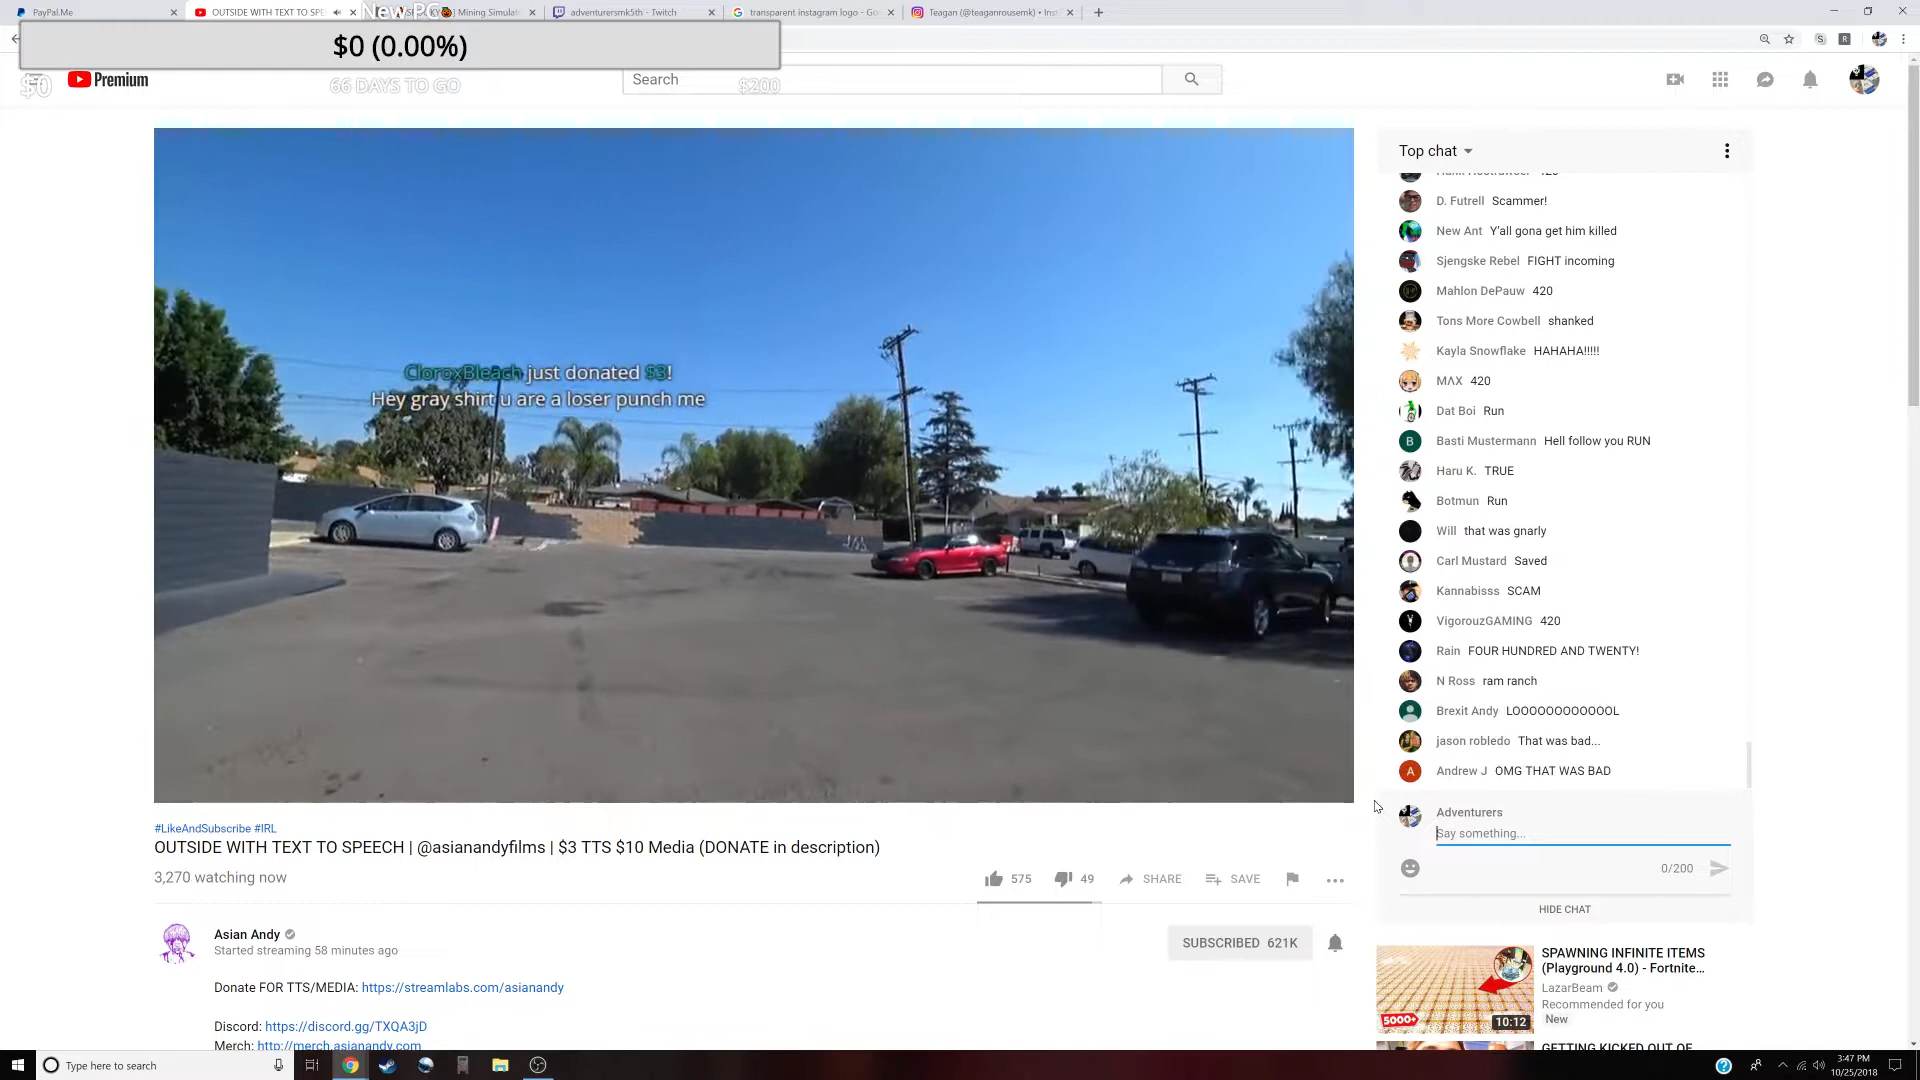 PayPal.Me
OUTSIDE WITH TEXT TO SPE
New PC
Mining Simulat
adventurersmk5th - Twitch
transparent instagram logo - Go
Teagan (@teaganrousemk) • Ins
$0 (0.00%)
$0
Premium
66 DAYS TO GO
Search
$200
CloroxBleach just donated $3!
Hey gray shirt u are a loser punch me
Top chat
D. Futrell Scammer!
New Ant Y'all gona get him killed
Sjengske Rebel FIGHT incoming
Mahlon DePauw 420
Tons More Cowbell shanked
Kayla Snowflake HAHAHA!!!!!
MΛX 420
Dat Boi Run
B Basti Mustermann Hell follow you RUN
Haru K. TRUE
Botmun Run
Will that was gnarly
Carl Mustard Saved
Kannabisss SCAM
VigorouzGAMING 420
Rain FOUR HUNDRED AND TWENTY!
N Ross ram ranch
Brexit Andy LOOOOOOOOOOOL
jason robledo That was bad...
A Andrew J OMG THAT WAS BAD
Adventurers
Say something...
0/200
HIDE CHAT
#LikeAndSubscribe #IRL
OUTSIDE WITH TEXT TO SPEECH | @asianandyfilms | $3 TTS $10 Media (DONATE in description)
3,270 watching now
575 49 SHARE SAVE
Asian Andy
Started streaming 58 minutes ago
SUBSCRIBED 621K
Donate FOR TTS/MEDIA: https://streamlabs.com/asianandy
Discord: https://discord.gg/TXQA3jD
Merch: http://merch.asianandy.com
SPAWNING INFINITE ITEMS
(Playground 4.0) - Fortnite...
LazarBeam
Recommended for you
New
5000+
10:12
GETTING KICKED OUT OF
Type here to search
3:47 PM
10/25/2018